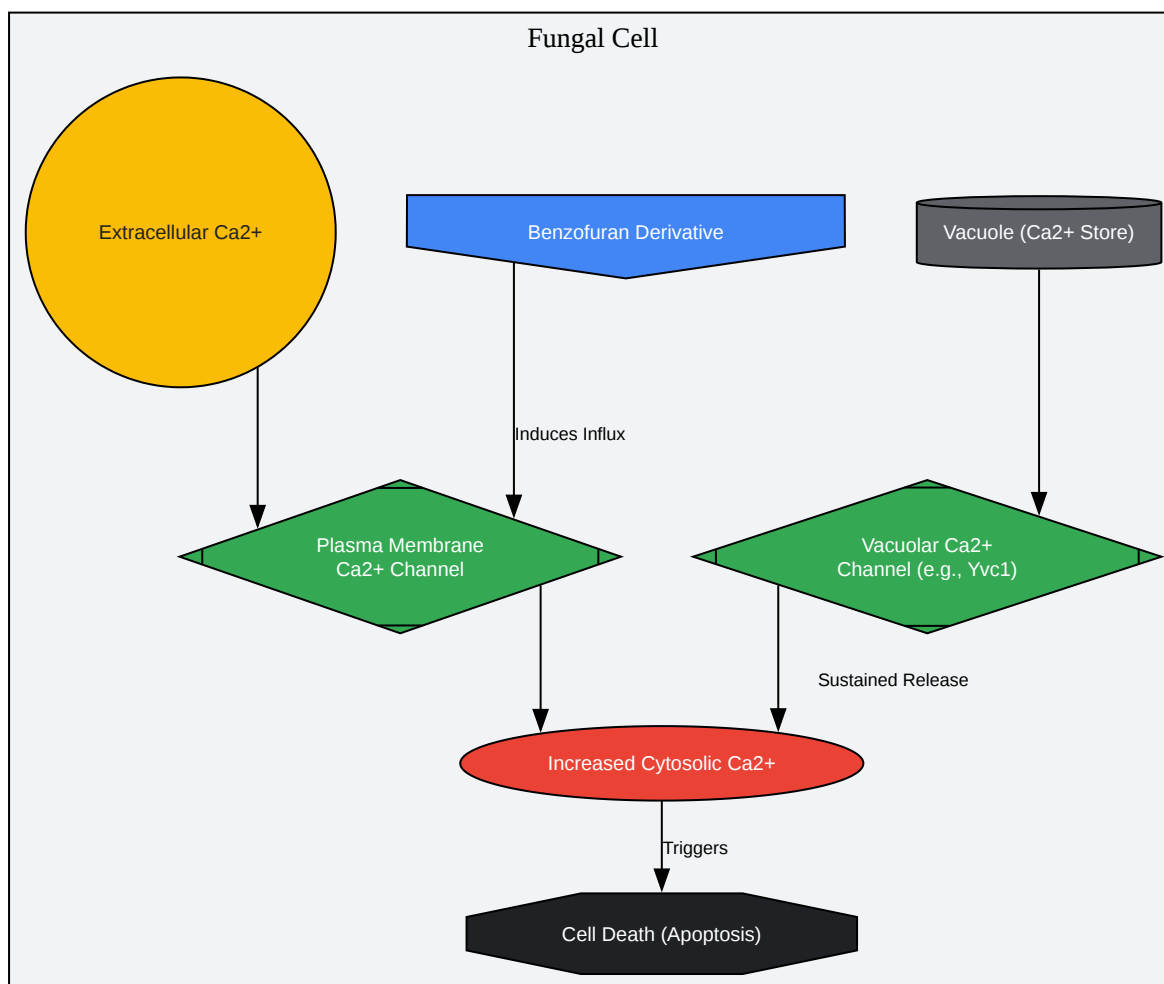 Fungal Cell
Extracellular Ca2+
Benzofuran Derivative
Vacuole (Ca2+ Store)
Induces Influx
Plasma Membrane
Ca2+ Channel
Vacuolar Ca2+
Channel (e.g., Yvc1)
Sustained Release
Increased Cytosolic Ca2+
Triggers
Cell Death (Apoptosis)